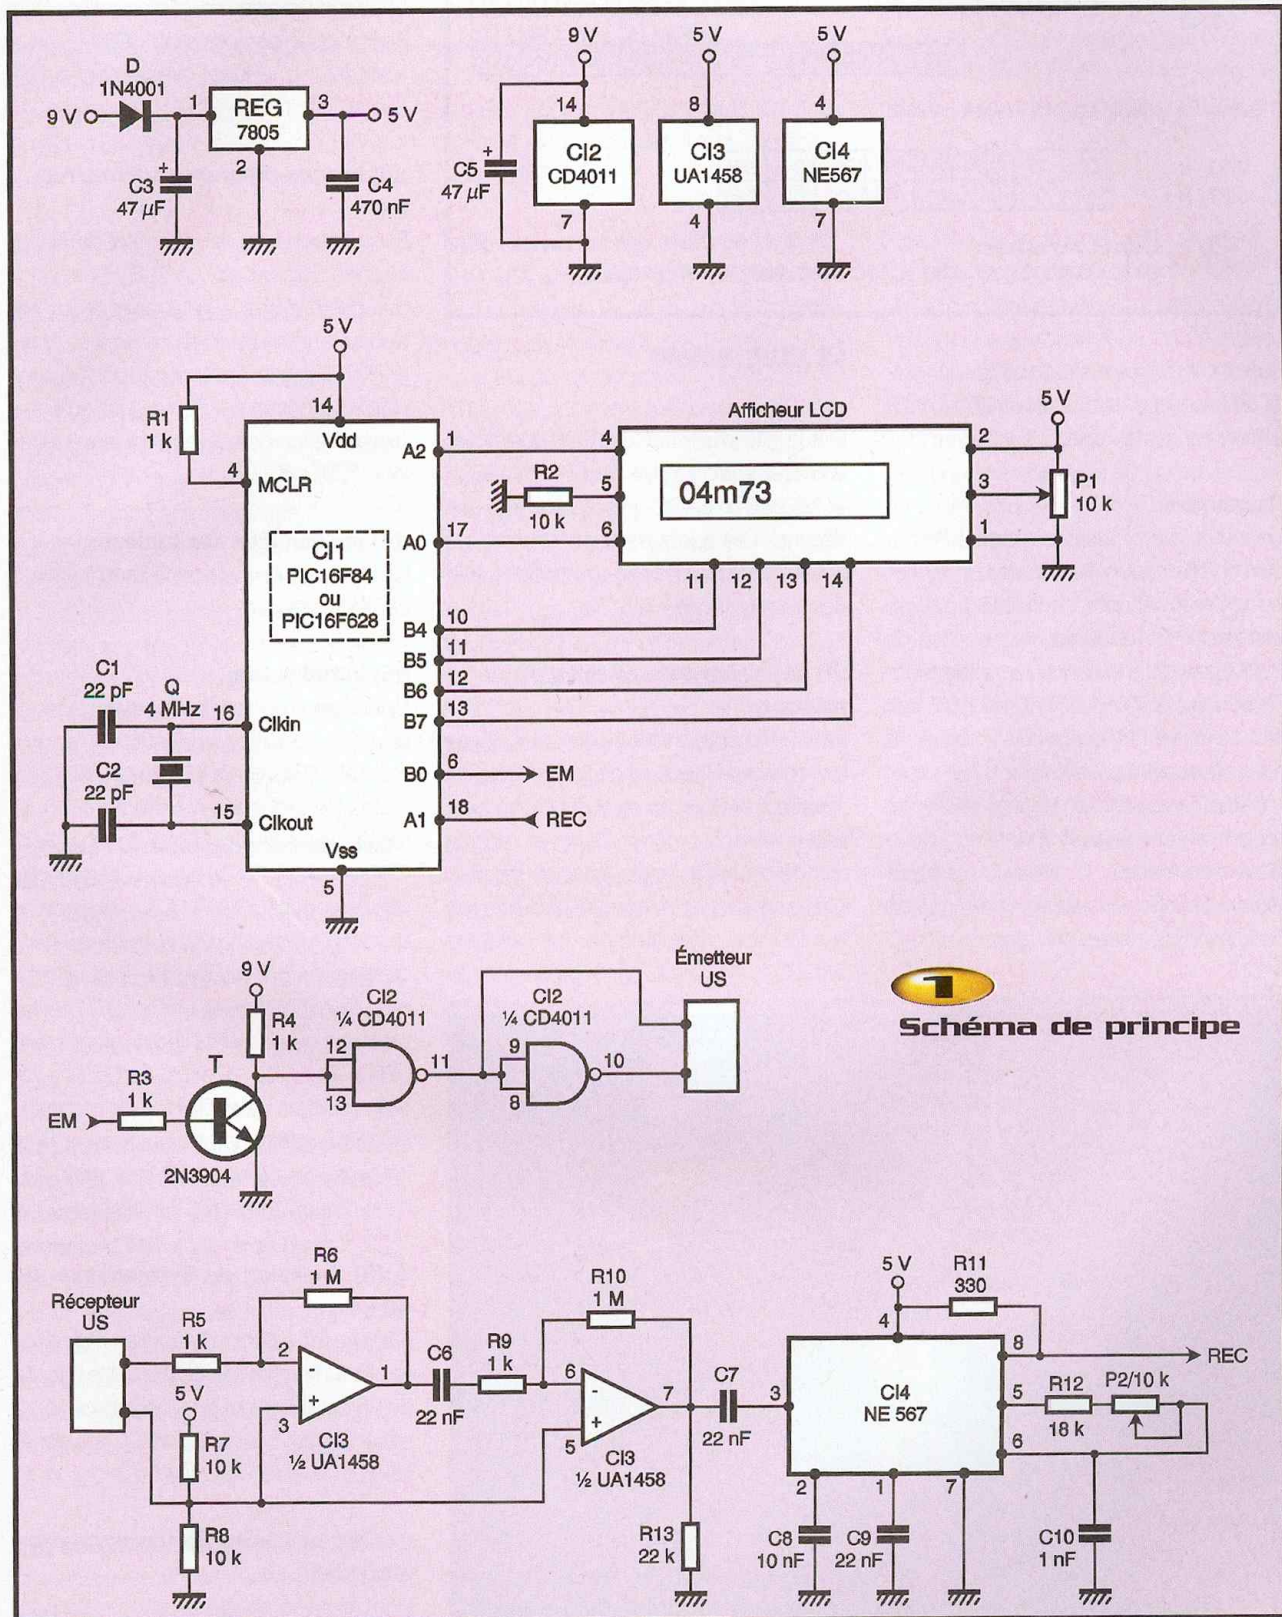 D
1N4001
9 V
1
REG
7805
3
5 V
2
+
C3
47 µF
C4
470 nF
9 V
14
CI2
CD4011
7
+
C5
47 µF
5 V
8
CI3
UA1458
4
5 V
4
CI4
NE567
7
5 V
R1
1 k
14
Vdd
4
MCLR
CI1
PIC16F84
ou
PIC16F628
C1
22 pF
Q
4 MHz
16
Clkin
C2
22 pF
15
Clkout
Vss
5
A2
1
A0
17
B4
10
B5
11
B6
12
B7
13
B0
6
EM
A1
18
REC
R2
10 k
Afficheur LCD
4
5
6
04m73
11
12
13
14
2
3
1
5 V
P1
10 k
9 V
R4
1 k
T
R3
1 k
EM
2N3904
CI2
¼ CD4011
12
13
11
CI2
¼ CD4011
9
8
10
Émetteur
US
1
Schéma de principe
Récepteur
US
R5
1 k
R6
1 M
2
-
+
3
1
CI3
½ UA1458
5 V
R7
10 k
R8
10 k
C6
22 nF
R9
1 k
R10
1 M
6
-
+
5
7
CI3
½ UA1458
R13
22 k
C7
22 nF
3
5 V
4
R11
330
CI4
NE 567
8
REC
5
R12
18 k
P2/10 k
6
2
1
7
C8
10 nF
C9
22 nF
C10
1 nF